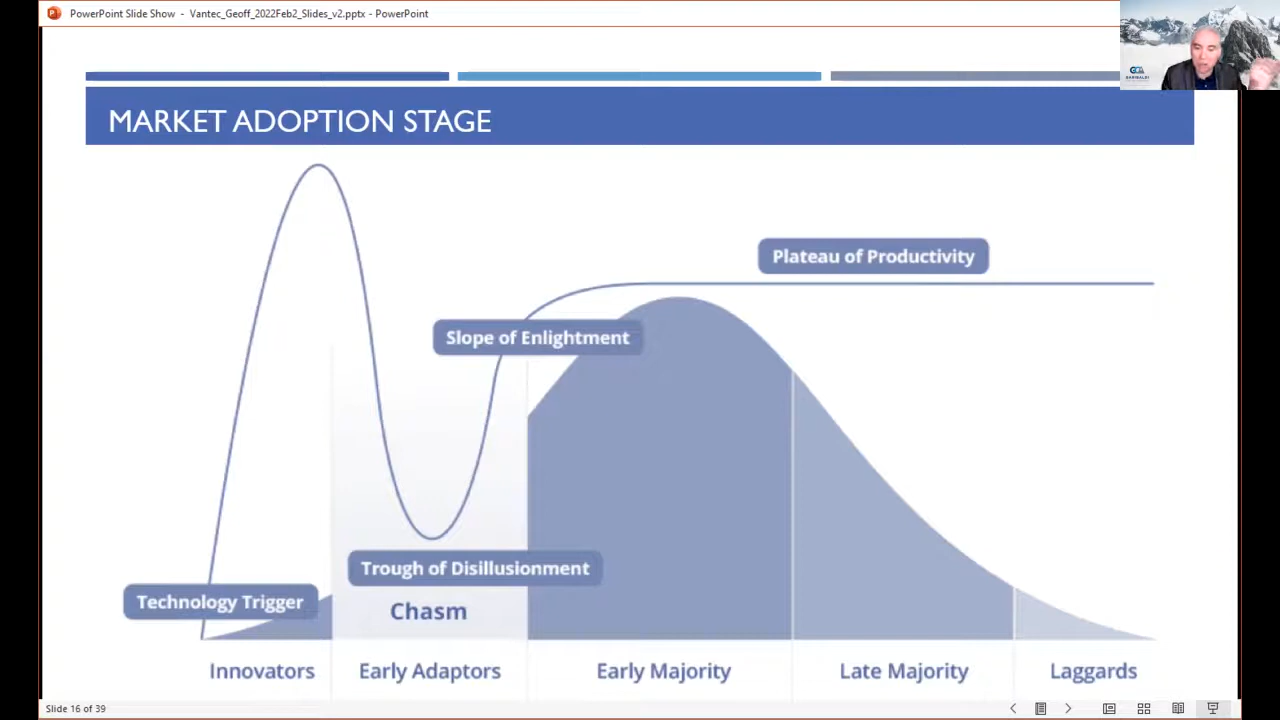 PowerPoint Slide Show - Vantec_Geoff_2022Feb2_Slides_v2.pptx - PowerPoint
MARKET ADOPTION STAGE
Plateau of Productivity
Slope of Enlightment
Trough of Disillusionment
Technology Trigger
Chasm
Innovators
Early Adaptors
Early Majority
Late Majority
Laggards
Slide 16 of 39